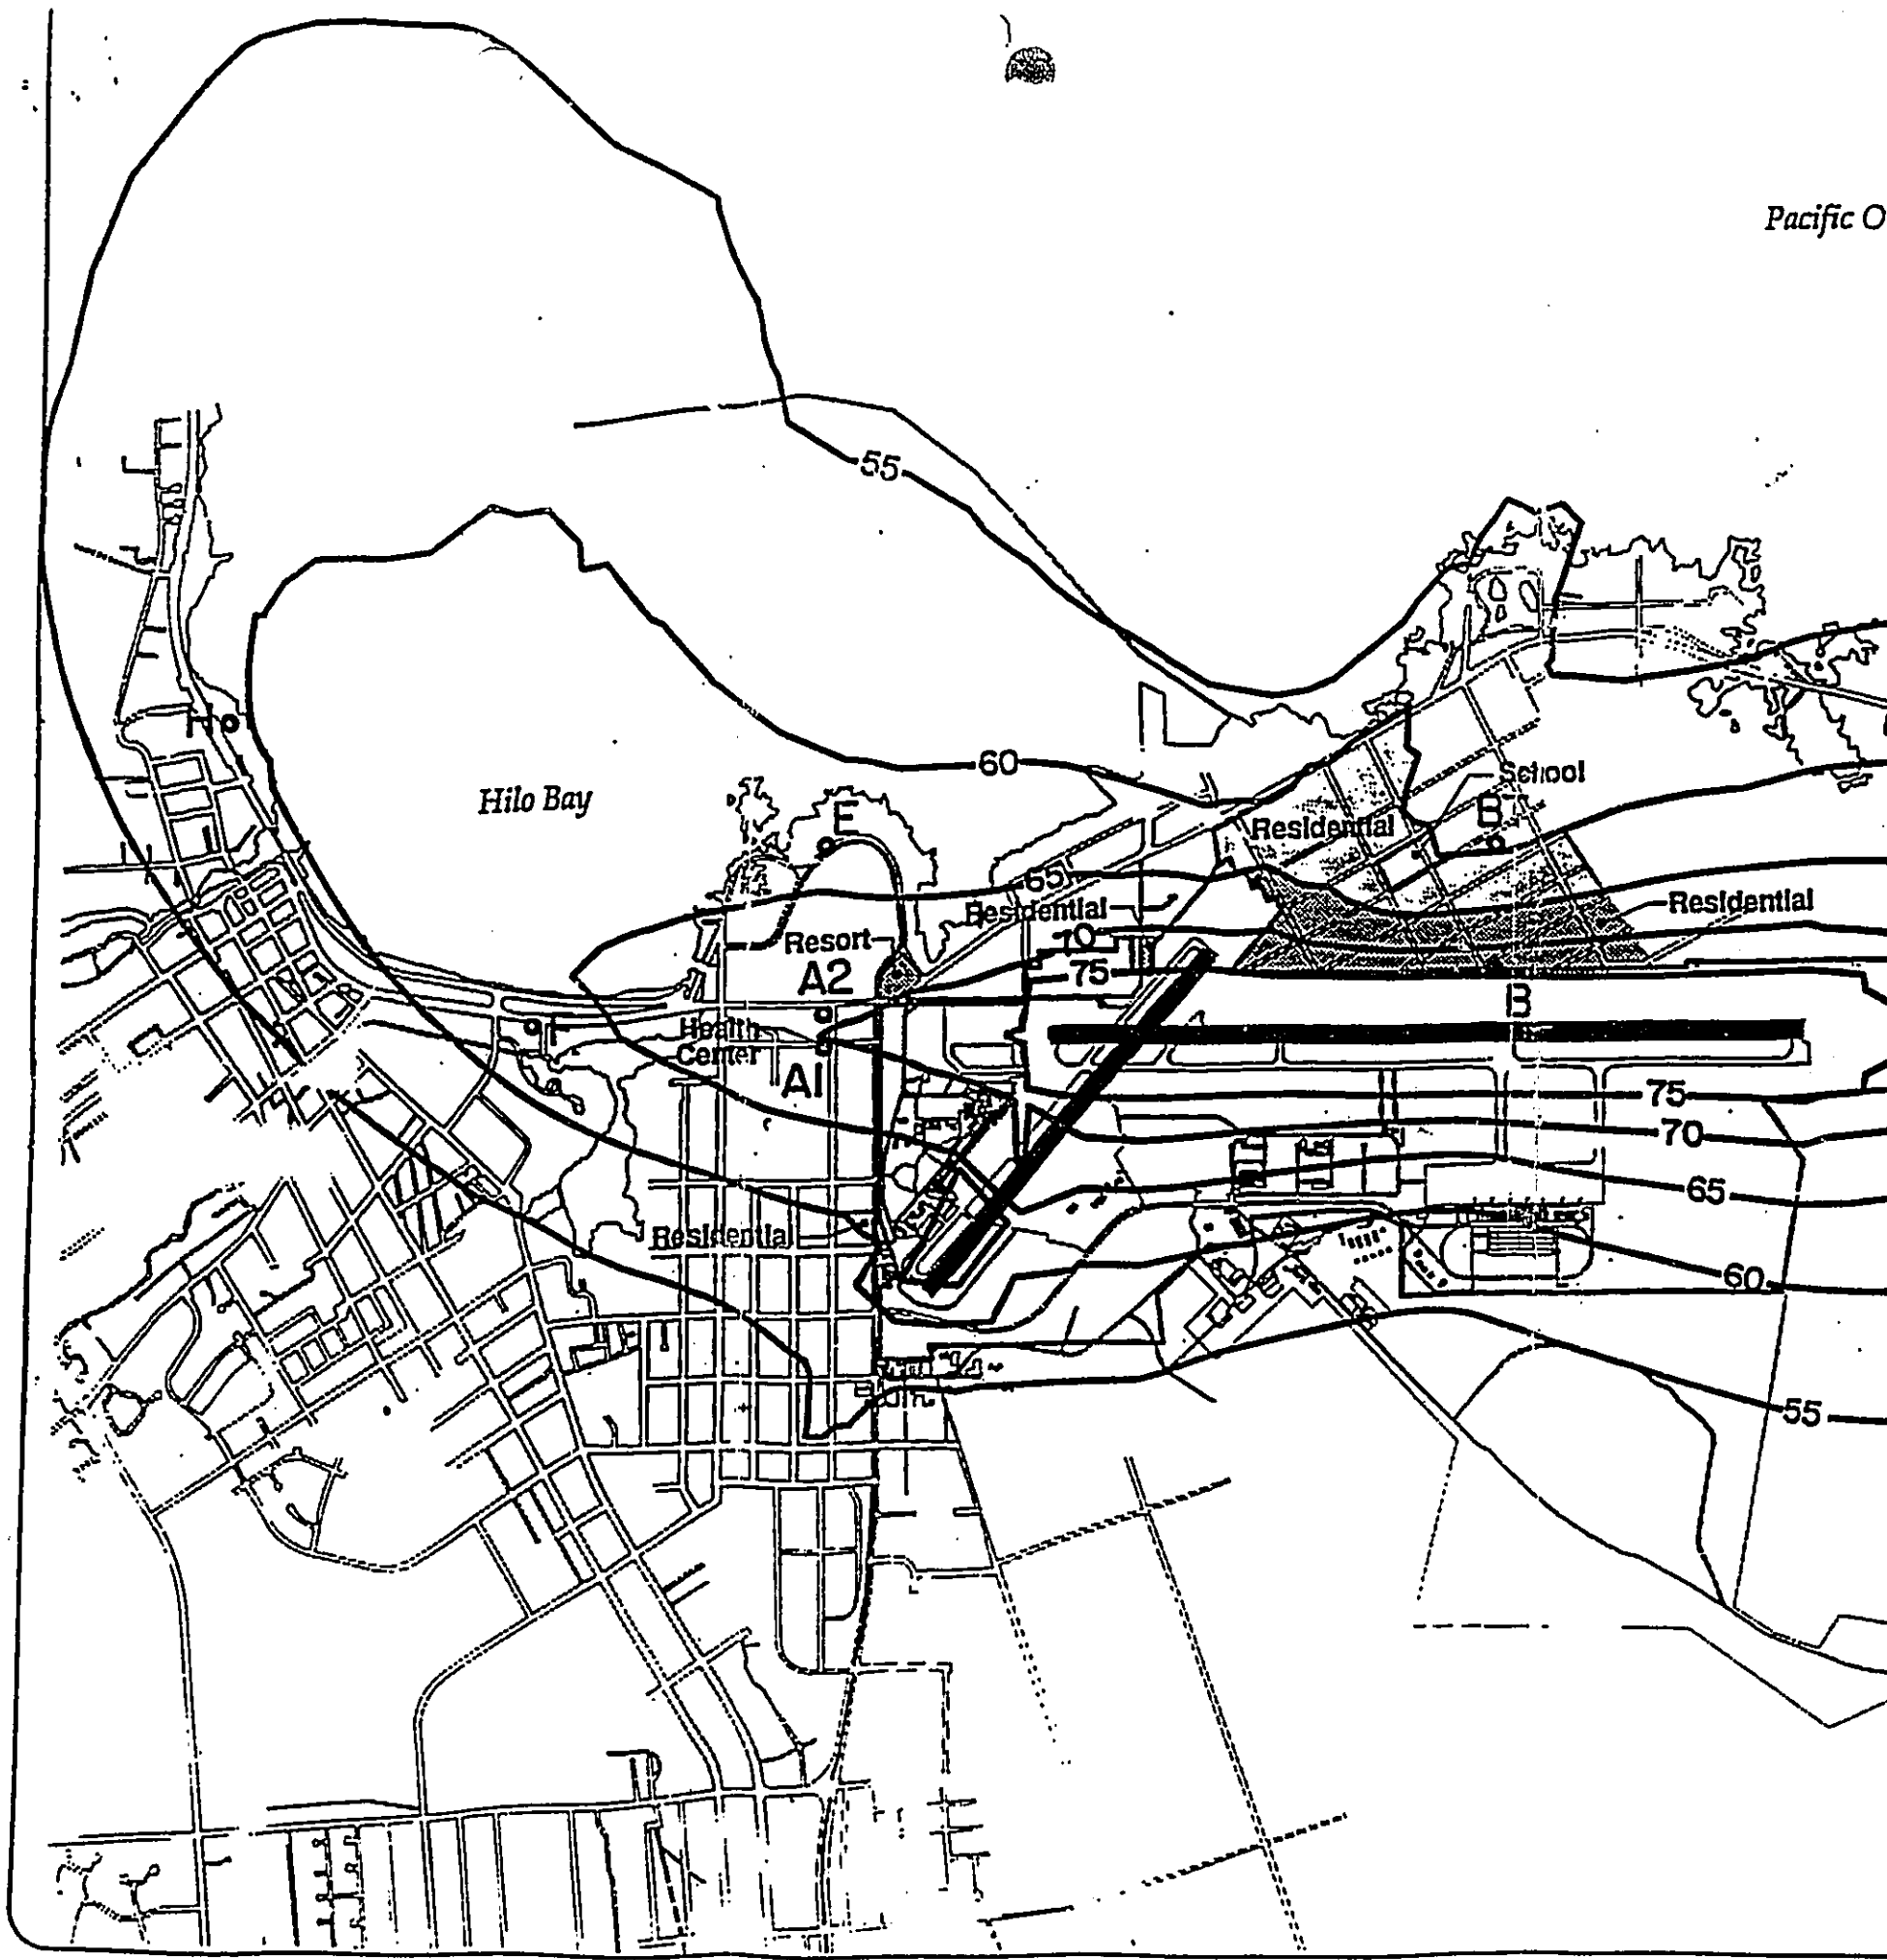 Pacific O
55
60
Hilo Bay
School
B
E
Residential
65
Residential
Residential
70
Resort
75
A2
B
Health
Center
A1
75
70
65
Residential
60
55